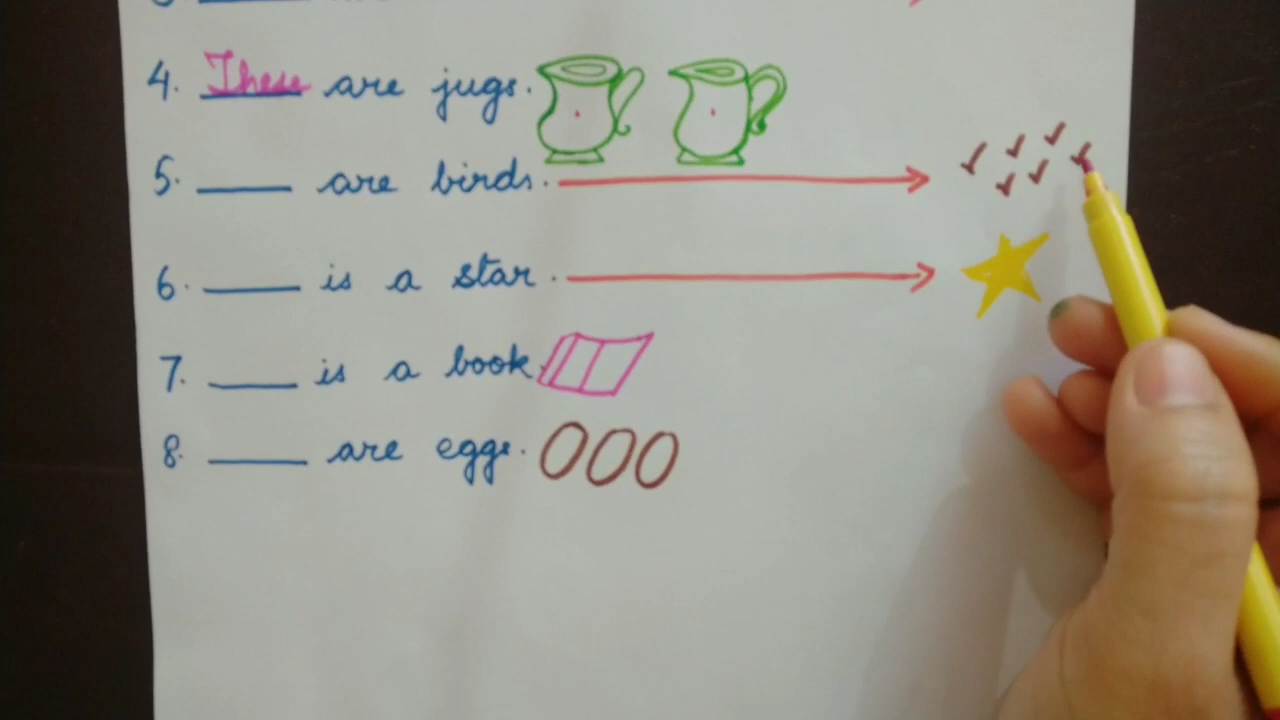 4. These are jugs.
5. ____ are birds.
6. ____ is a star.
7. ____ is a book.
8. ____ are eggs.